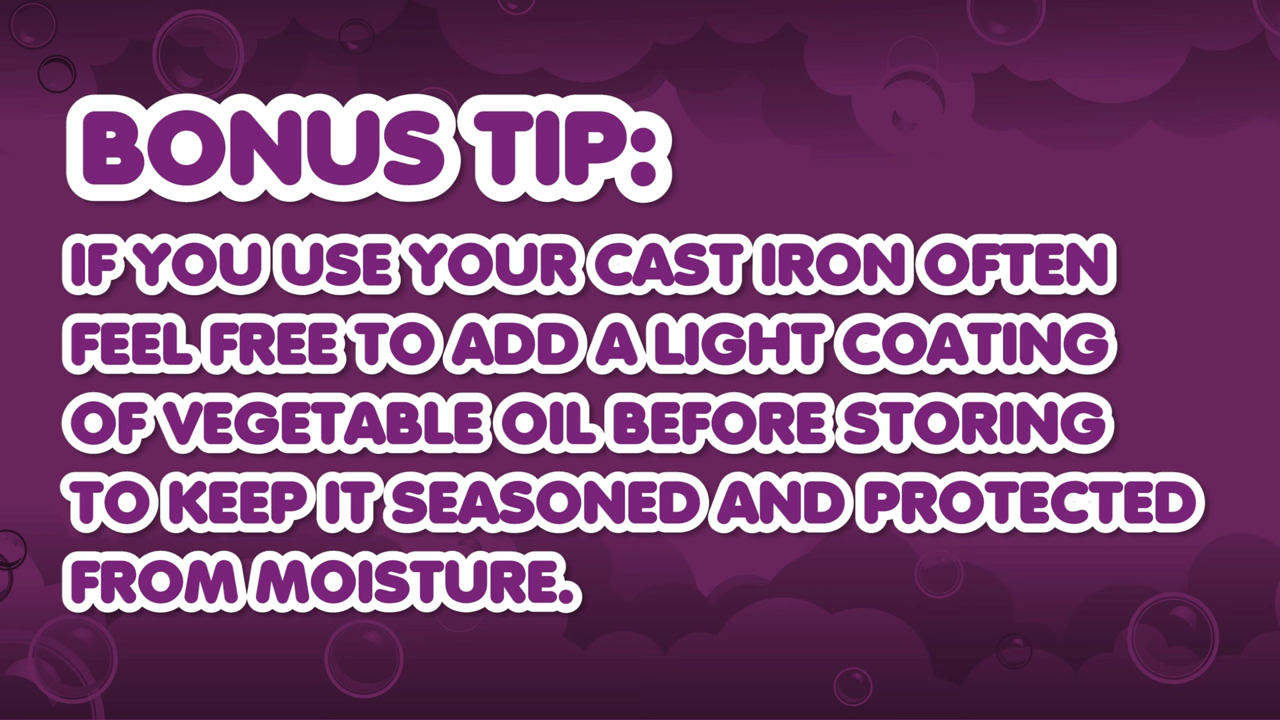 BONUS TIP:
IF YOU USE YOUR CAST IRON OFTEN
FEEL FREE TO ADD A LIGHT COATING
OF VEGETABLE OIL BEFORE STORING
TO KEEP IT SEASONED AND PROTECTED
FROM MOISTURE.